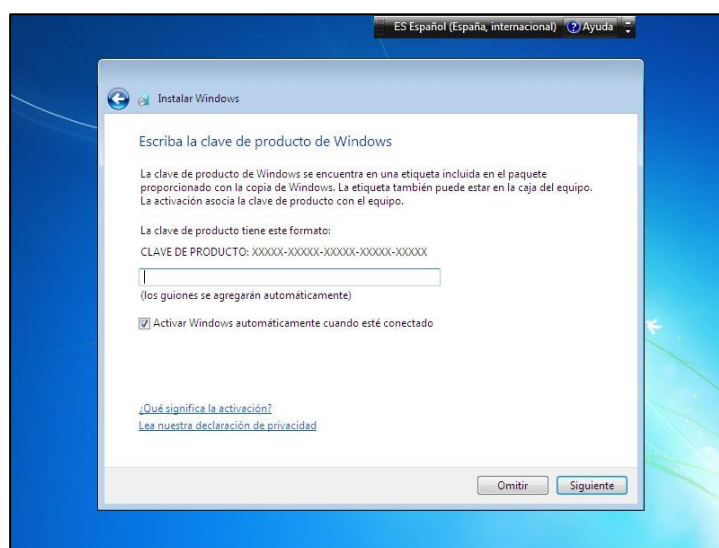 ES Español (España, internacional) Ayuda
Instalar Windows
Escriba la clave de producto de Windows
La clave de producto de Windows se encuentra en una etiqueta incluida en el paquete
proporcionado con la copia de Windows. La etiqueta también puede estar en la caja del equipo.
La activación asocia la clave de producto con el equipo.
La clave de producto tiene este formato:
CLAVE DE PRODUCTO: XXXXX-XXXXX-XXXXX-XXXXX-XXXXX
(los guiones se agregarán automáticamente)
Activar Windows automáticamente cuando esté conectado
¿Qué significa la activación?
Lea nuestra declaración de privacidad
Omitir Siguiente